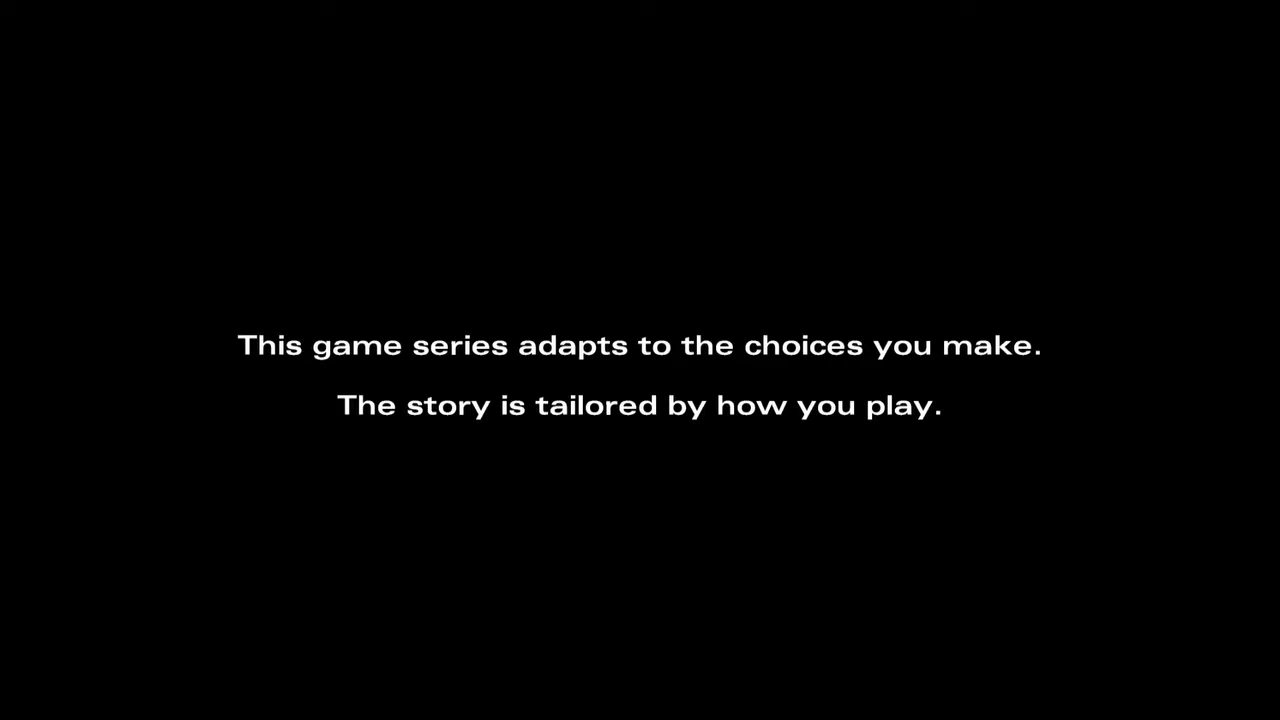 This game series adapts to the choices you make.
The story is tailored by how you play.